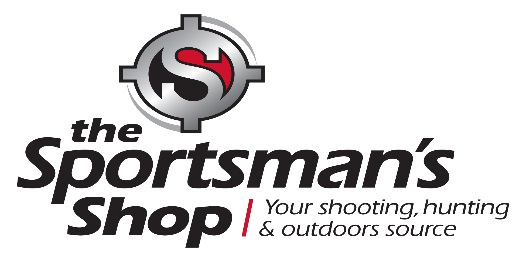 S
the
Sportsman's
Shop | Your shooting, hunting
& outdoors source